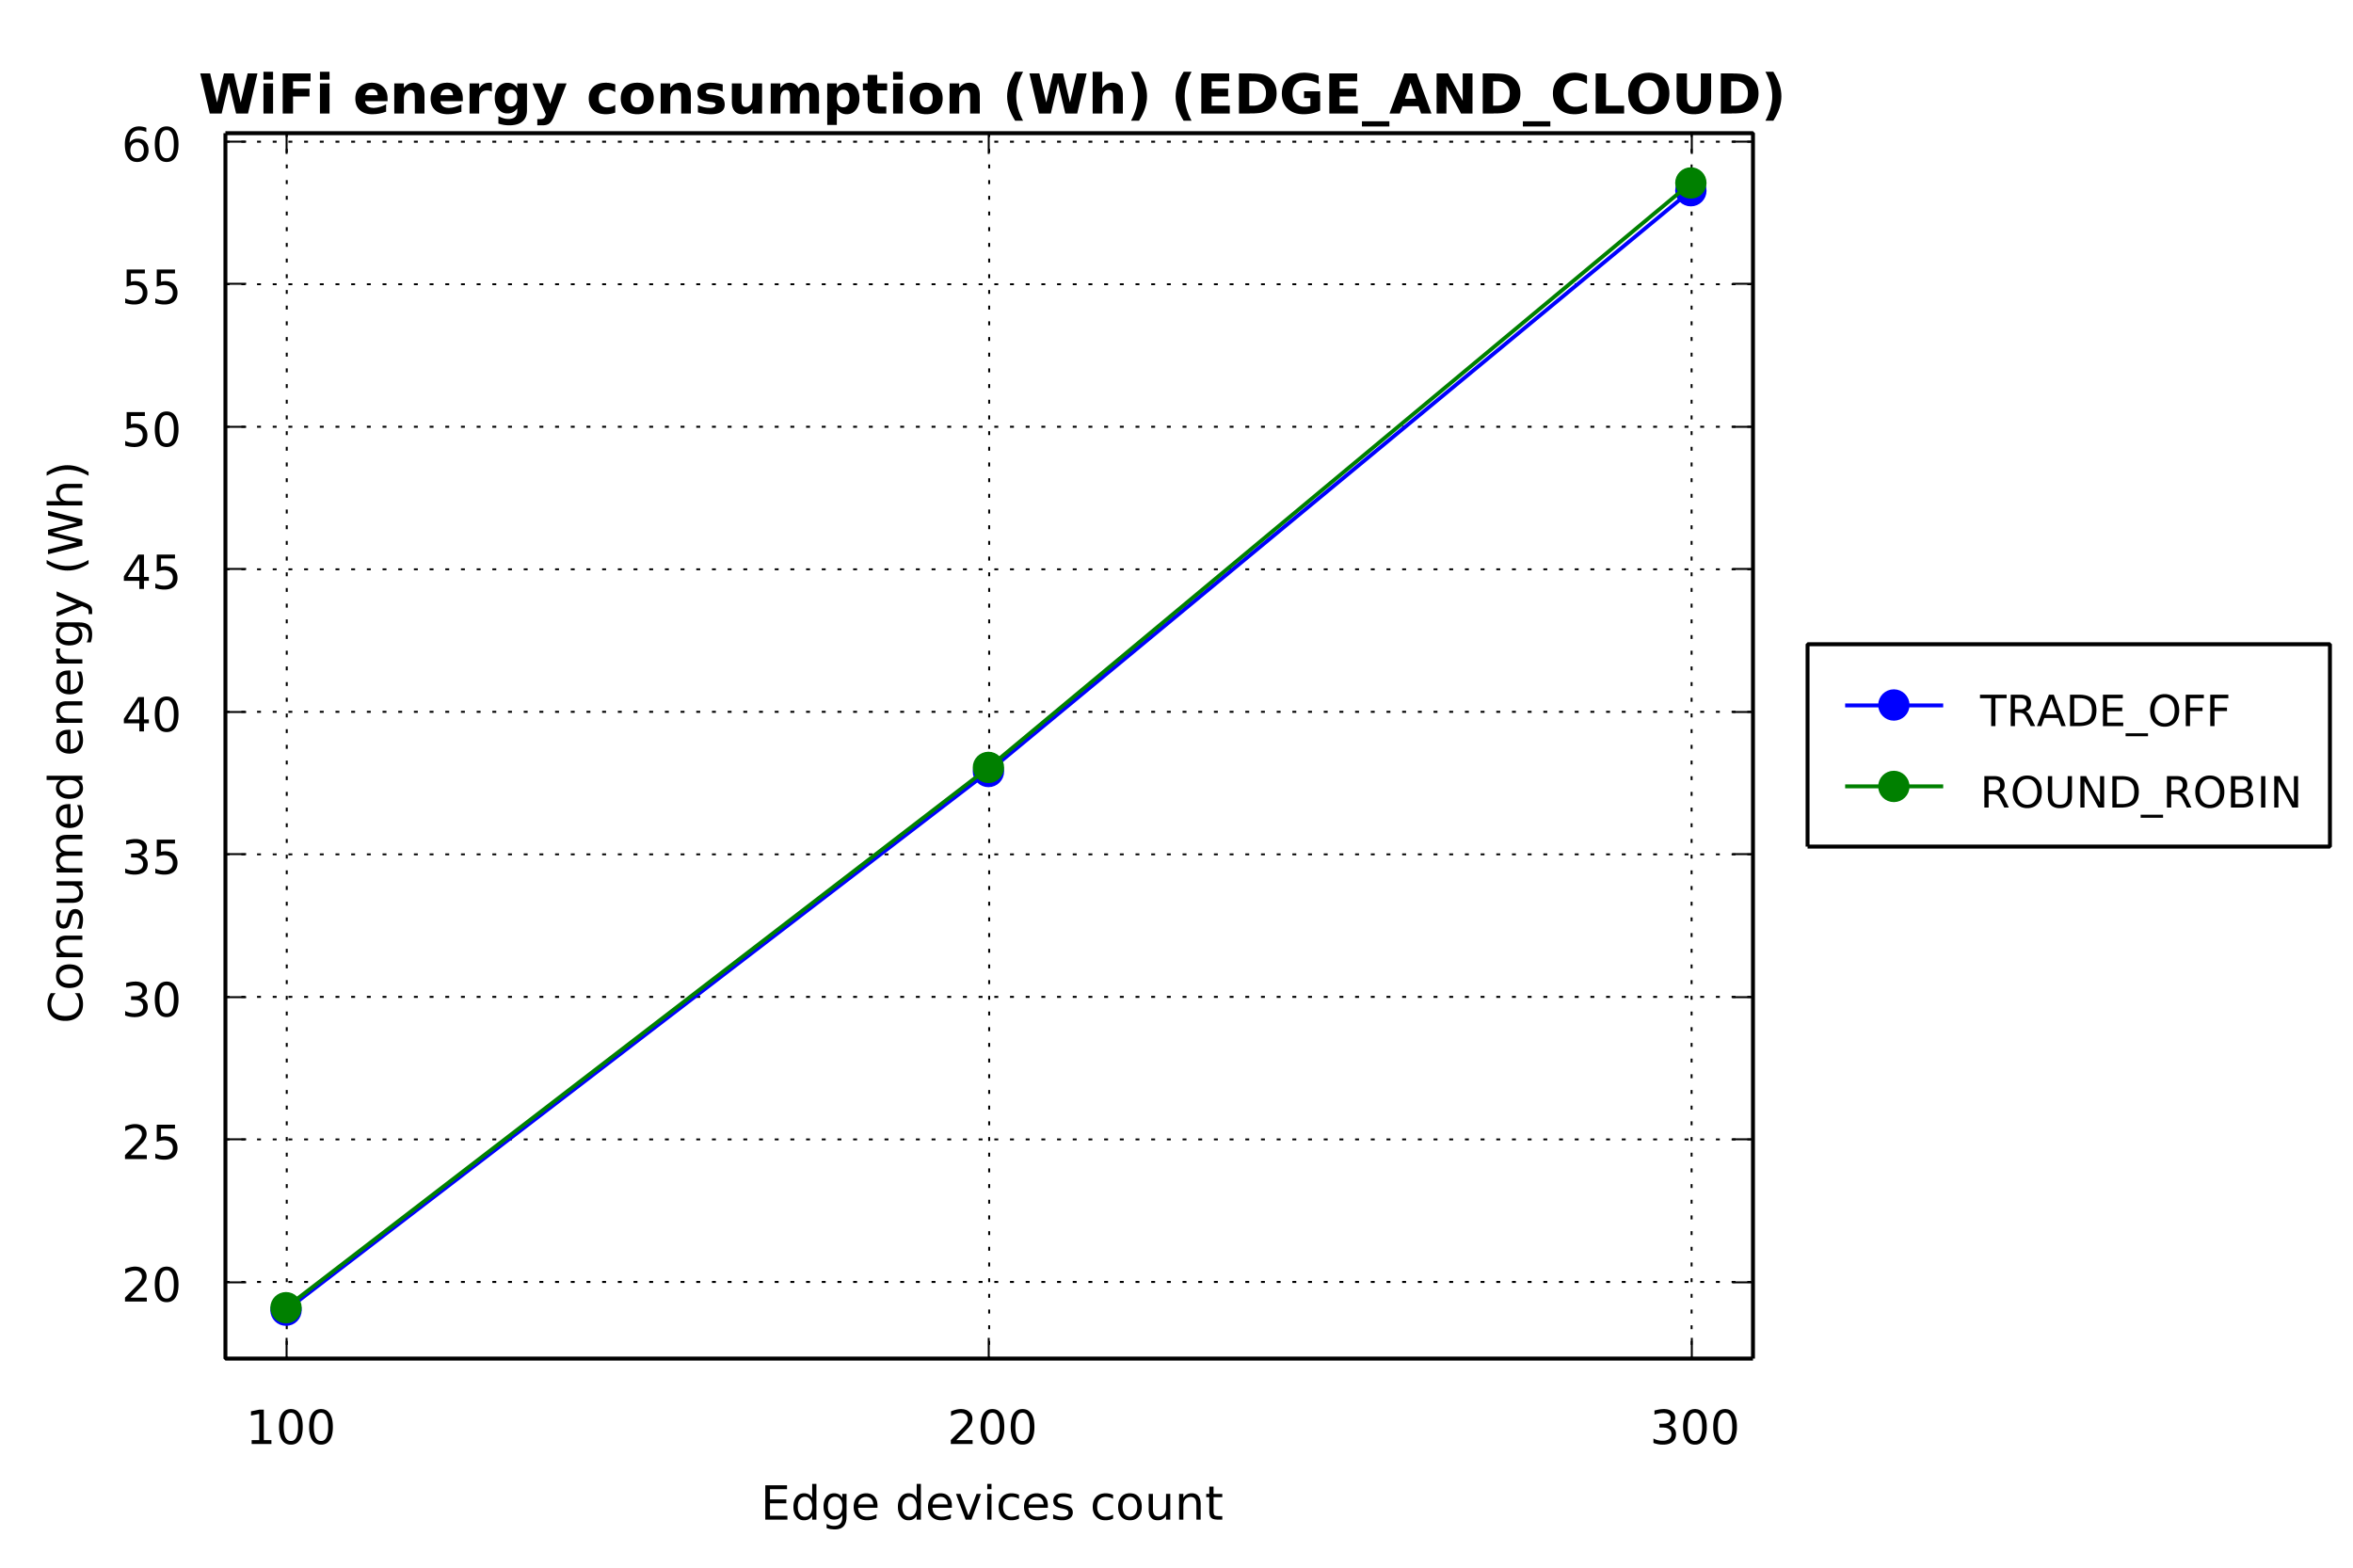 WiFi energy consumption (Wh) (EDGE_AND_CLOUD)
60
55
50
45
40
35
30
25
20
Consumed energy (Wh)
100 200 300
Edge devices count
TRADE_OFF
ROUND_ROBIN